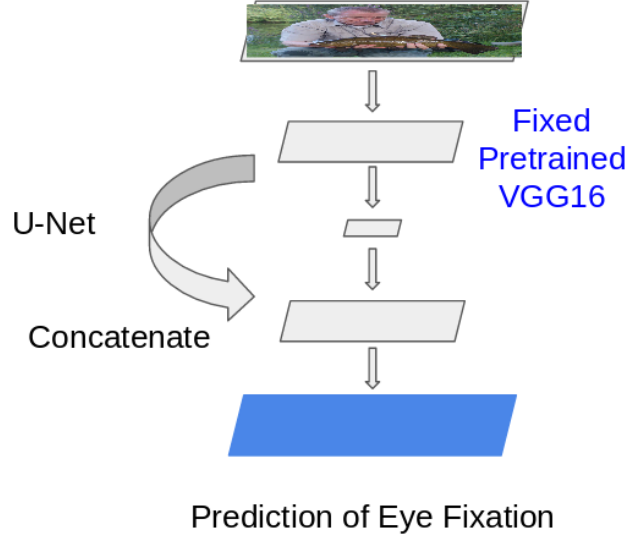 Fixed
Pretrained
VGG16
U-Net
Concatenate
Prediction of Eye Fixation